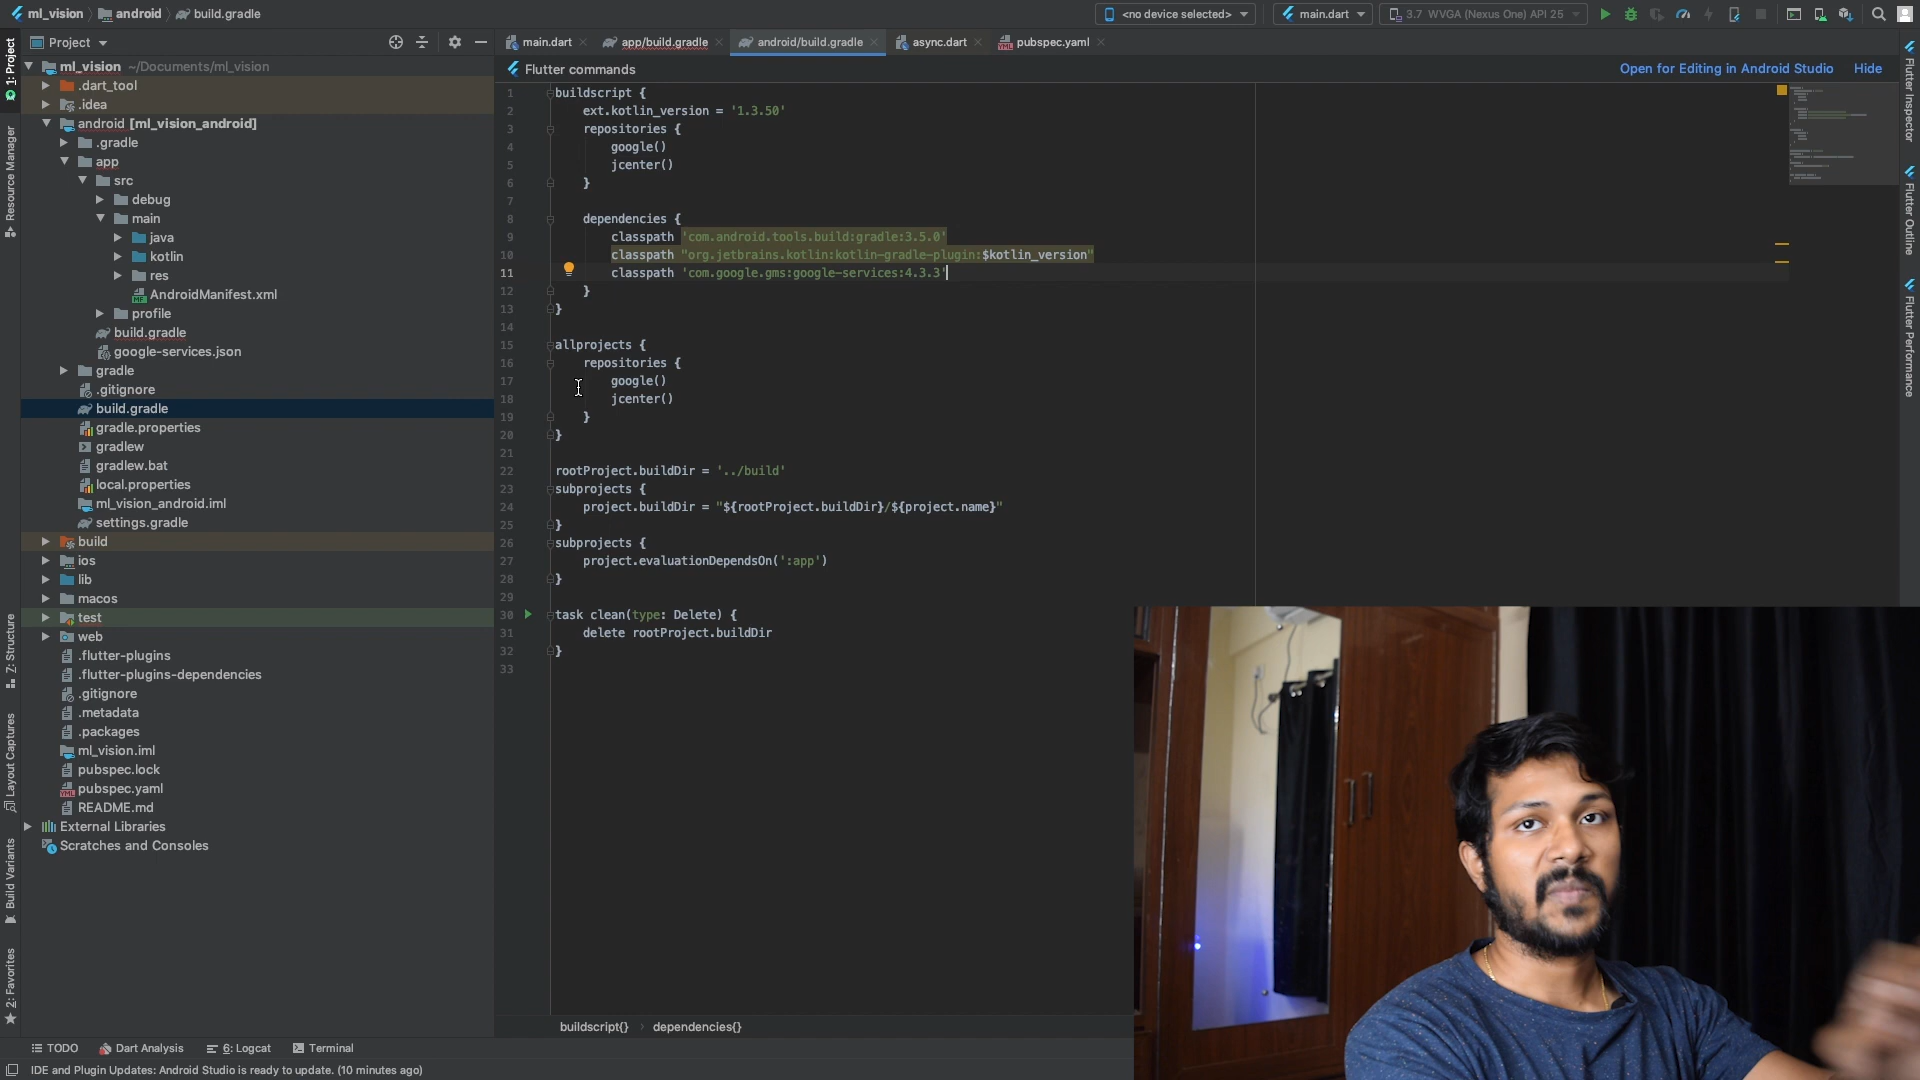 ml_vision android build.gradle
<no device selected> main.dart 3.7 WVGA (Nexus One) API 25
Project
main.dart app/build.gradle android/build.gradle async.dart pubspec.yaml
Flutter commands
Open for Editing in Android Studio Hide
1: Project
Resource Manager
Z: Structure
Layout Captures
Build Variants
2: Favorites
ml_vision ~/Documents/ml_vision
.dart_tool
.idea
android [ml_vision_android]
.gradle
app
src
debug
main
java
kotlin
res
AndroidManifest.xml
profile
build.gradle
google-services.json
gradle
.gitignore
build.gradle
gradle.properties
gradlew
gradlew.bat
local.properties
ml_vision_android.iml
settings.gradle
build
ios
lib
macos
test
web
.flutter-plugins
.flutter-plugins-dependencies
.gitignore
.metadata
.packages
ml_vision.iml
pubspec.lock
pubspec.yaml
README.md
External Libraries
Scratches and Consoles
1 buildscript {
2 ext.kotlin_version = '1.3.50'
3 repositories {
4 google()
5 jcenter()
6 }
7
8 dependencies {
9 classpath 'com.android.tools.build:gradle:3.5.0'
10 classpath "org.jetbrains.kotlin:kotlin-gradle-plugin:$kotlin_version"
11 classpath 'com.google.gms:google-services:4.3.3'
12 }
13 }
14
15 allprojects {
16 repositories {
17 google()
18 jcenter()
19 }
20 }
21
22 rootProject.buildDir = '../build'
23 subprojects {
24 project.buildDir = "${rootProject.buildDir}/${project.name}"
25 }
26 subprojects {
27 project.evaluationDependsOn(':app')
28 }
29
30 task clean(type: Delete) {
31 delete rootProject.buildDir
32 }
33
Flutter Inspector
Flutter Outline
Flutter Performance
buildscript{} › dependencies{}
TODO Dart Analysis 6: Logcat Terminal
IDE and Plugin Updates: Android Studio is ready to update. (10 minutes ago)